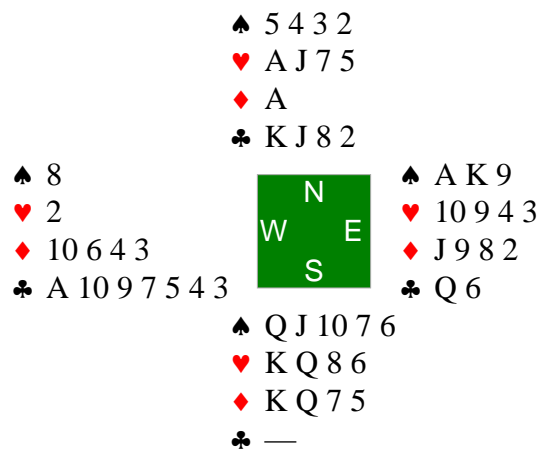 ♠ 5 4 3 2
♥ A J 7 5
♦ A
♣ K J 8 2
♠ 8
♥ 2
♦ 10 6 4 3
♣ A 10 9 7 5 4 3
N
W E
S
♠ A K 9
♥ 10 9 4 3
♦ J 9 8 2
♣ Q 6
♠ Q J 10 7 6
♥ K Q 8 6
♦ K Q 7 5
♣ —